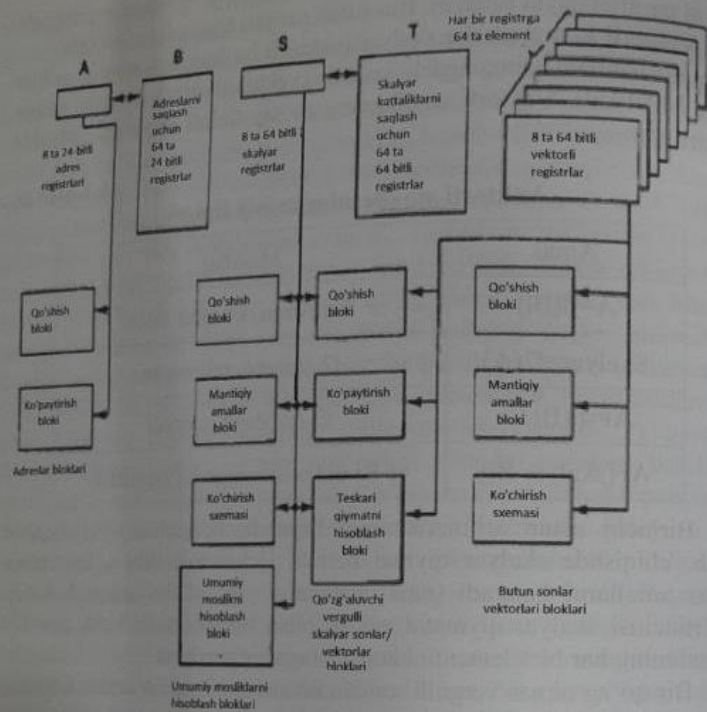 A
B
S
T
V
Har bir registrga
64 ta element
Adreslarni
saqlash
uchun
64 ta
24 bitli
registrlar
Skalyar
kattaliklarni
saqlash
uchun
64 ta
64 bitli
registrlar
8 ta 24-bitli
adres
registrlari
8 ta 64 bitli
skalyar
registrlar
8 ta 64 bitli
vektorli
registrlar
Qo'shish
bloki
Qo'shish
bloki
Qo'shish
bloki
Qo'shish
bloki
Ko'paytirish
bloki
Mantiqiy
amallar
bloki
Ko'paytirish
bloki
Mantiqiy
amallar
bloki
Adreslar bloklari
Ko'chirish
sxemasi
Teskari
qiymatni
hisoblash
bloki
Ko'chirish
sxemasi
Umumiy
moslikni
hisoblash
bloki
Qo'zg'aluvchi
vergulli
skalyar sonlar/
vektorlar
bloklari
Butun sonlar
vektorlari bloklari
Umumiy mosliklarni
hisoblash bloklari